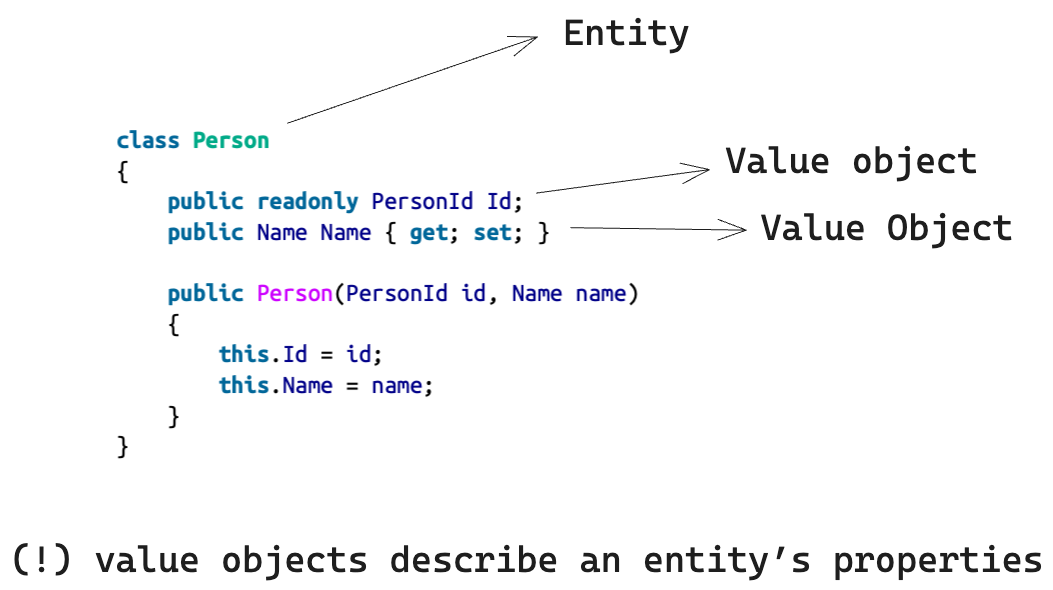 Entity
class Person
{
Value object
public readonly PersonId Id;
public Name Name { get; set; }
Value Object
public Person(PersonId id, Name name)
{
this.Id = id;
this.Name = name;
}
}
(!) value objects describe an entity’s properties